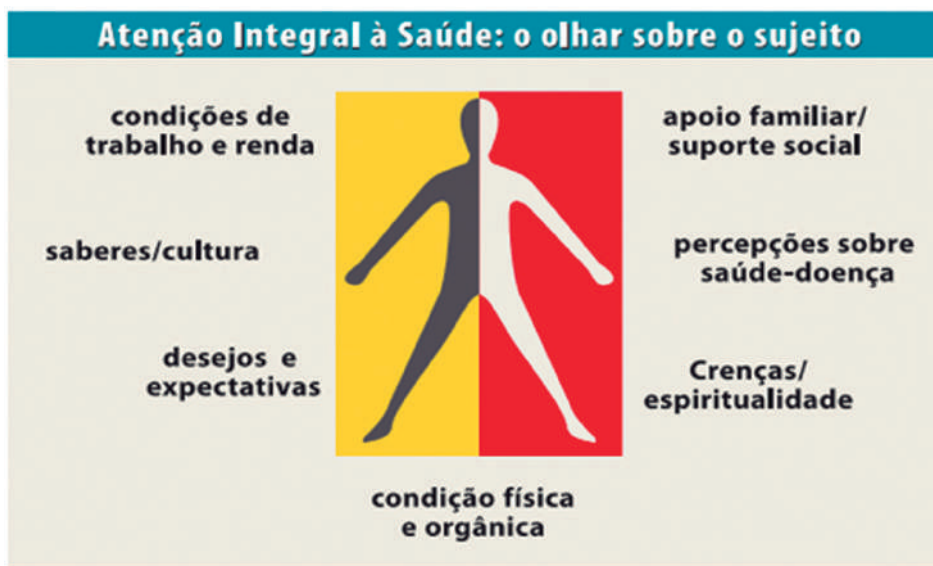 Atenção Integral à Saúde: o olhar sobre o sujeito
condições de
trabalho e renda
apoio familiar/
suporte social
saberes/cultura
percepções sobre
saúde-doença
desejos e
expectativas
Crenças/
espiritualidade
condição física
e orgânica